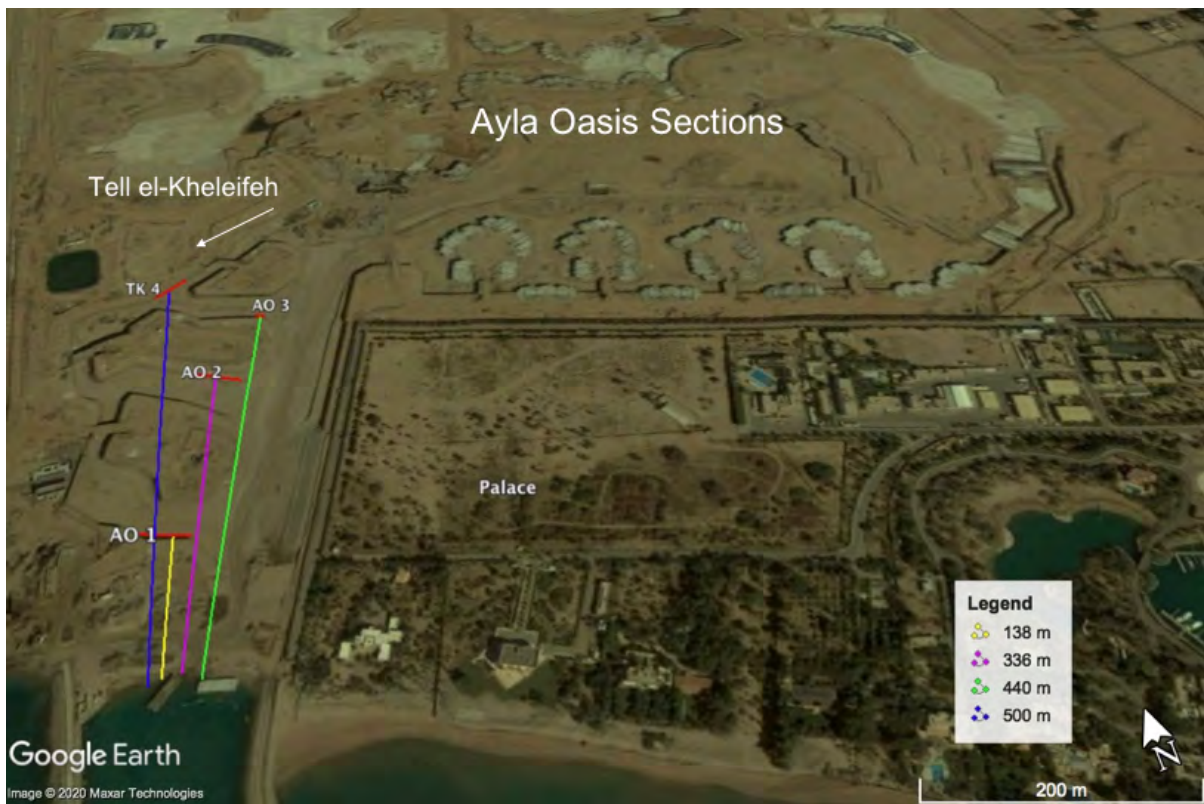 Ayla Oasis Sections
Tell el-Kheleifeh
TK 4
AO 3
AO 2
Palace
AO 1
Legend
138 m
336 m
440 m
500 m
N
Google Earth
Image © 2020 Maxar Technologies
200 m